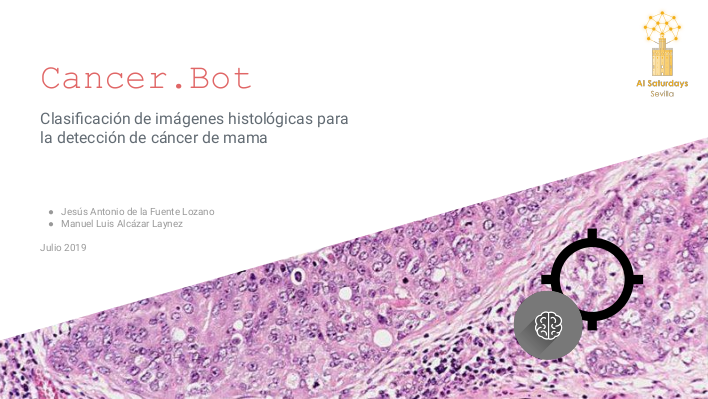 AI Saturdays
Sevilla
Cancer.Bot
Clasificación de imágenes histológicas para
la detección de cáncer de mama
● Jesús Antonio de la Fuente Lozano
● Manuel Luis Alcázar Laynez
Julio 2019